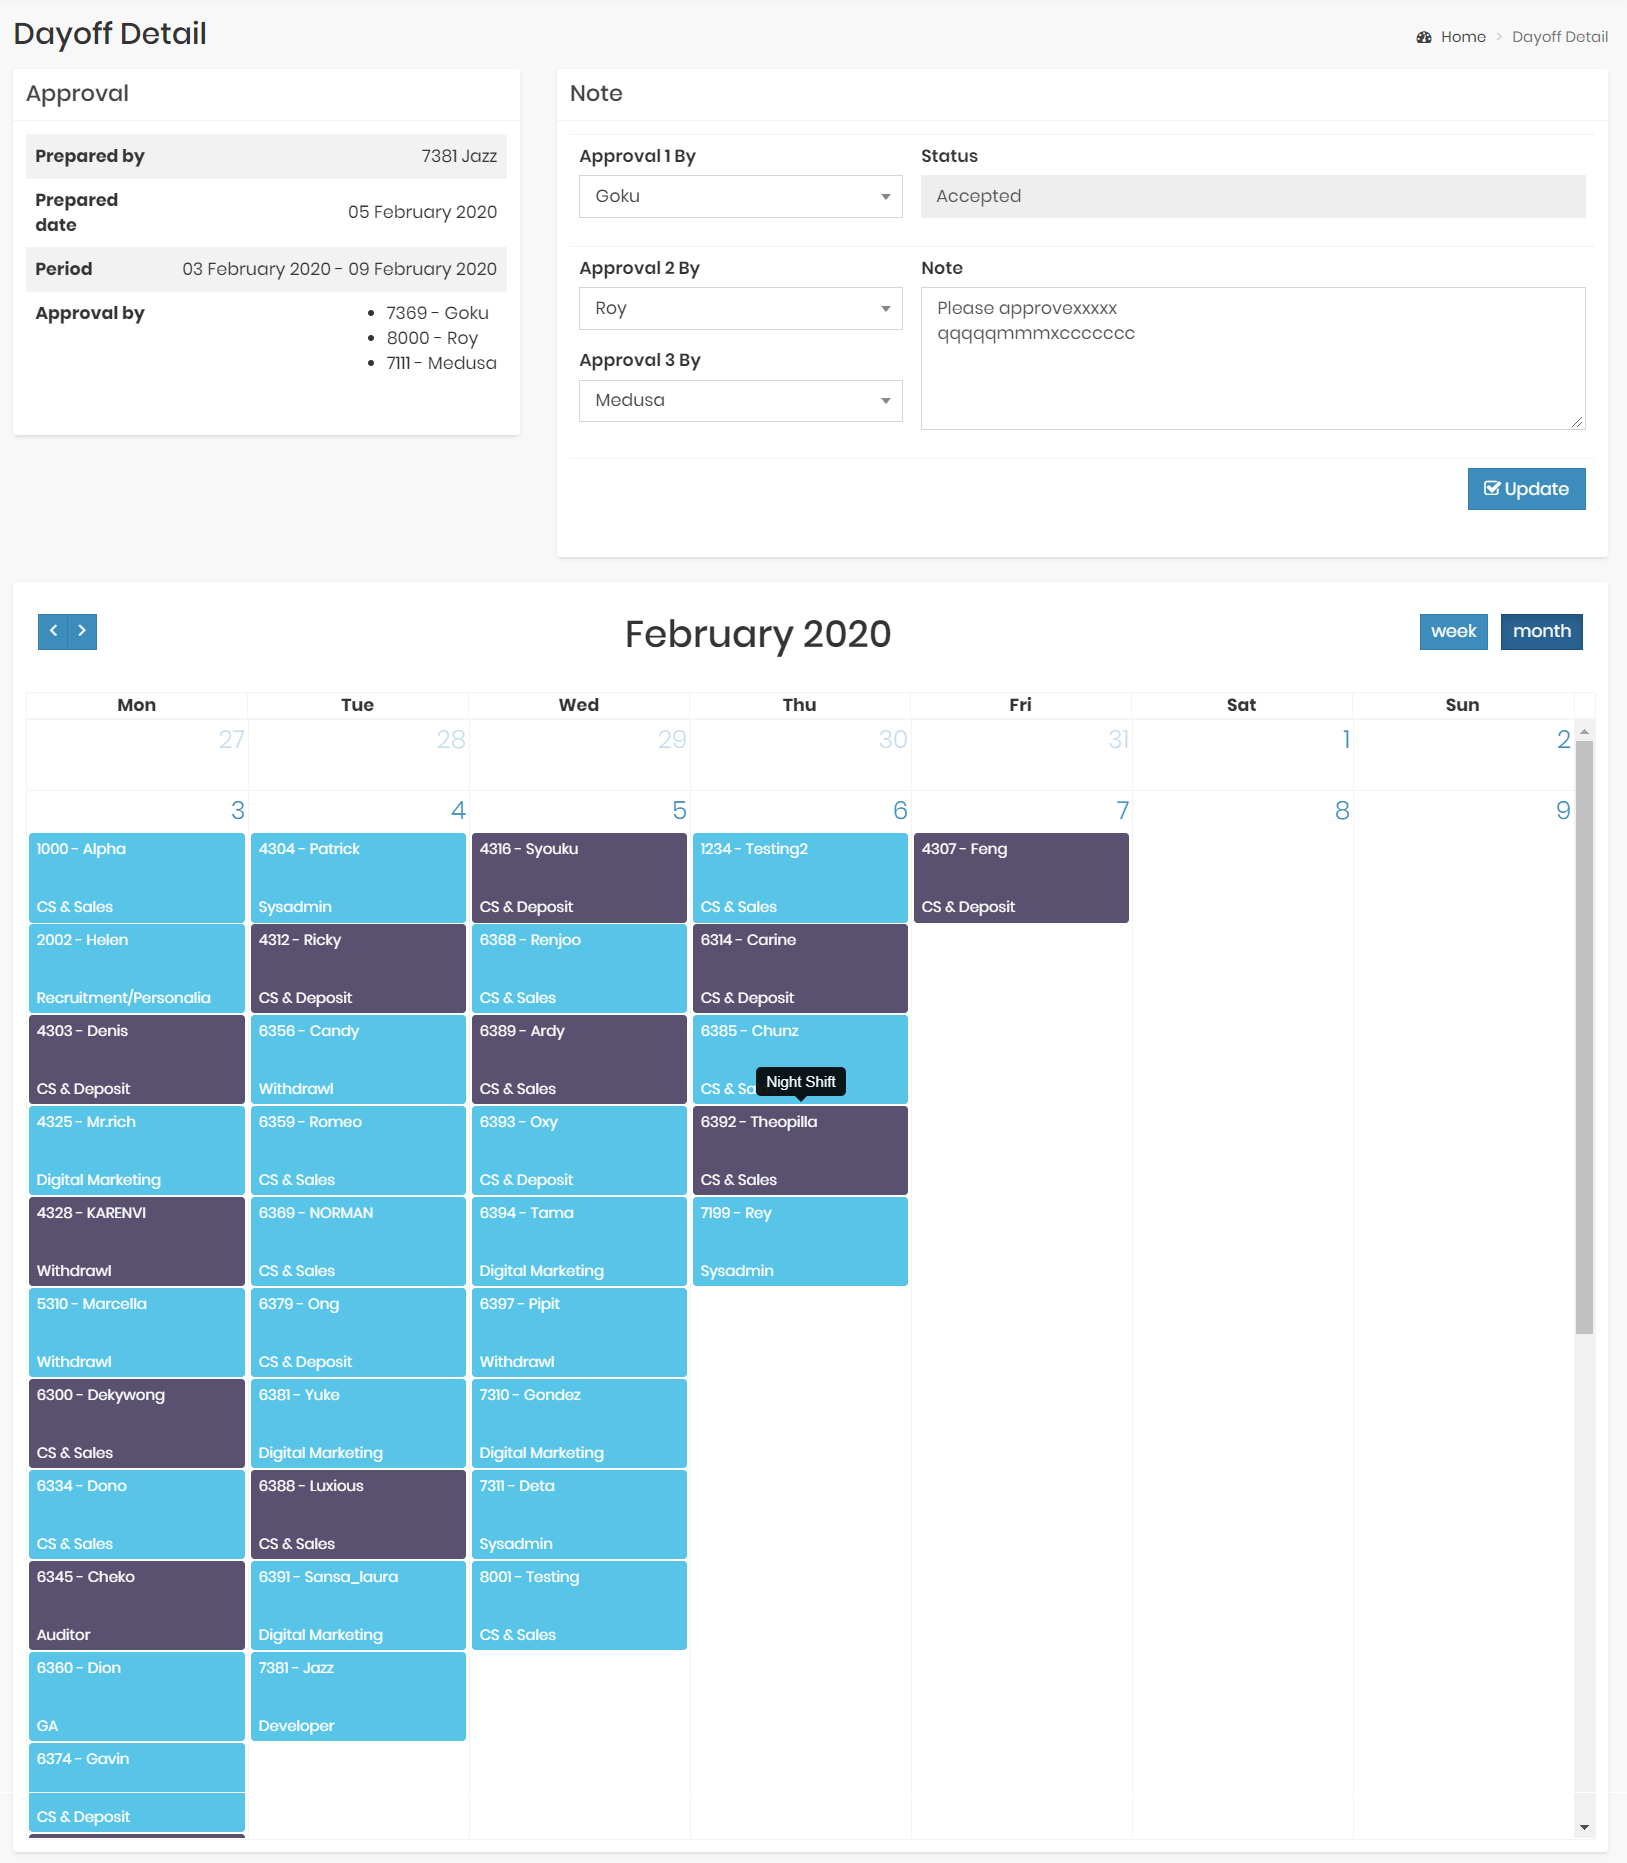 Dayoff Detail
Home > Dayoff Detail
Approval
Prepared by 7381 Jazz
Prepared date 05 February 2020
Period 03 February 2020 - 09 February 2020
Approval by
• 7369 - Goku
• 8000 - Roy
• 7111 - Medusa
Note
Approval 1 By Status
Goku Accepted
Approval 2 By Note
Roy
Please approvexxxxx
qqqqqmmmxccccccc
Approval 3 By
Medusa
Update
February 2020
week month
Mon Tue Wed Thu Fri Sat Sun
27 28 29 30 31 1 2
3 4 5 6 7 8 9
1000 - Alpha
CS & Sales
2002 - Helen
Recruitment/Personalia
4303 - Denis
CS & Deposit
4325 - Mr.rich
Digital Marketing
4328 - KARENVI
Withdrawl
5310 - Marcella
Withdrawl
6300 - Dekywong
CS & Sales
6334 - Dono
CS & Sales
6345 - Cheko
Auditor
6360 - Dion
GA
6374 - Gavin
CS & Deposit
4304 - Patrick
Sysadmin
4312 - Ricky
CS & Deposit
6356 - Candy
Withdrawl
6359 - Romeo
CS & Sales
6369 - NORMAN
CS & Sales
6379 - Ong
CS & Deposit
6381 - Yuke
Digital Marketing
6388 - Luxious
CS & Sales
6391 - Sansa_laura
Digital Marketing
7381 - Jazz
Developer
4316 - Syouku
CS & Deposit
6368 - Renjoo
CS & Sales
6389 - Ardy
CS & Sales
6393 - Oxy
CS & Deposit
6394 - Tama
Digital Marketing
6397 - Pipit
Withdrawl
7310 - Gondez
Digital Marketing
7311 - Deta
Sysadmin
8001 - Testing
CS & Sales
1234 - Testing2
CS & Sales
6314 - Carine
CS & Deposit
6385 - Chunz
CS & Sa
Night Shift
6392 - Theopilla
CS & Sales
7199 - Rey
Sysadmin
4307 - Feng
CS & Deposit